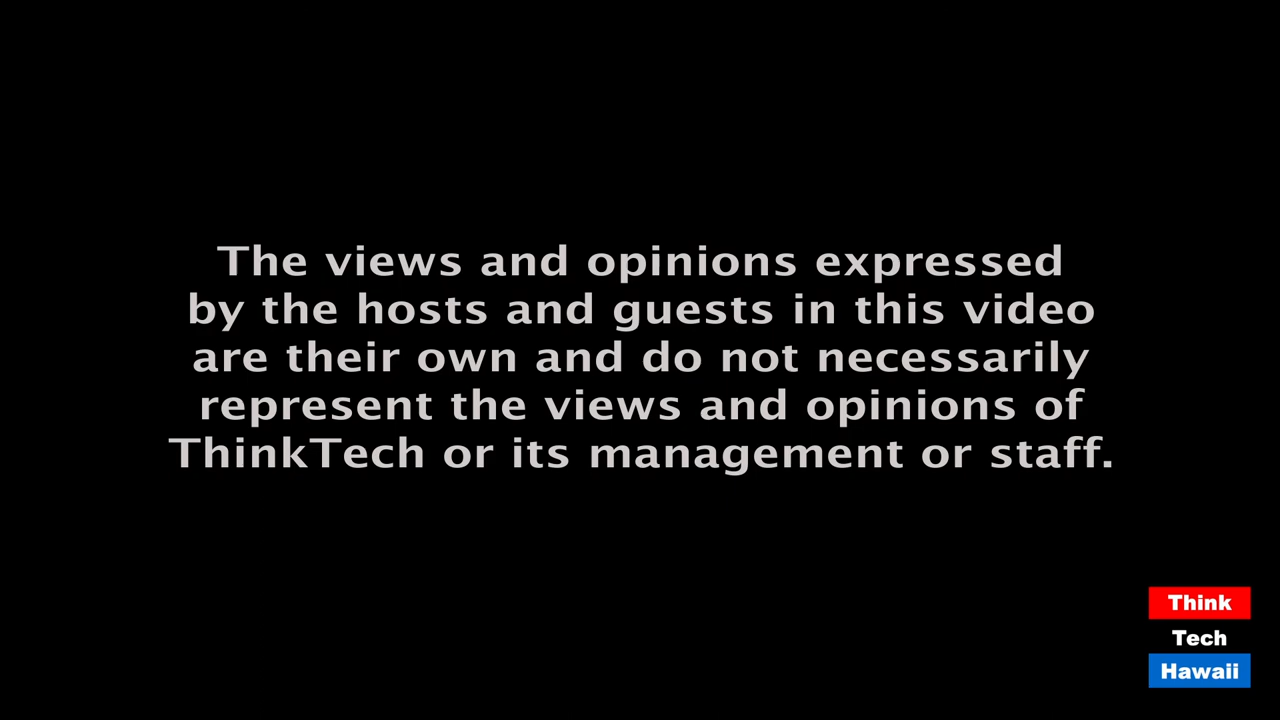 The views and opinions expressed
by the hosts and guests in this video
are their own and do not necessarily
represent the views and opinions of
ThinkTech or its management or staff.
Think
Tech
Hawaii